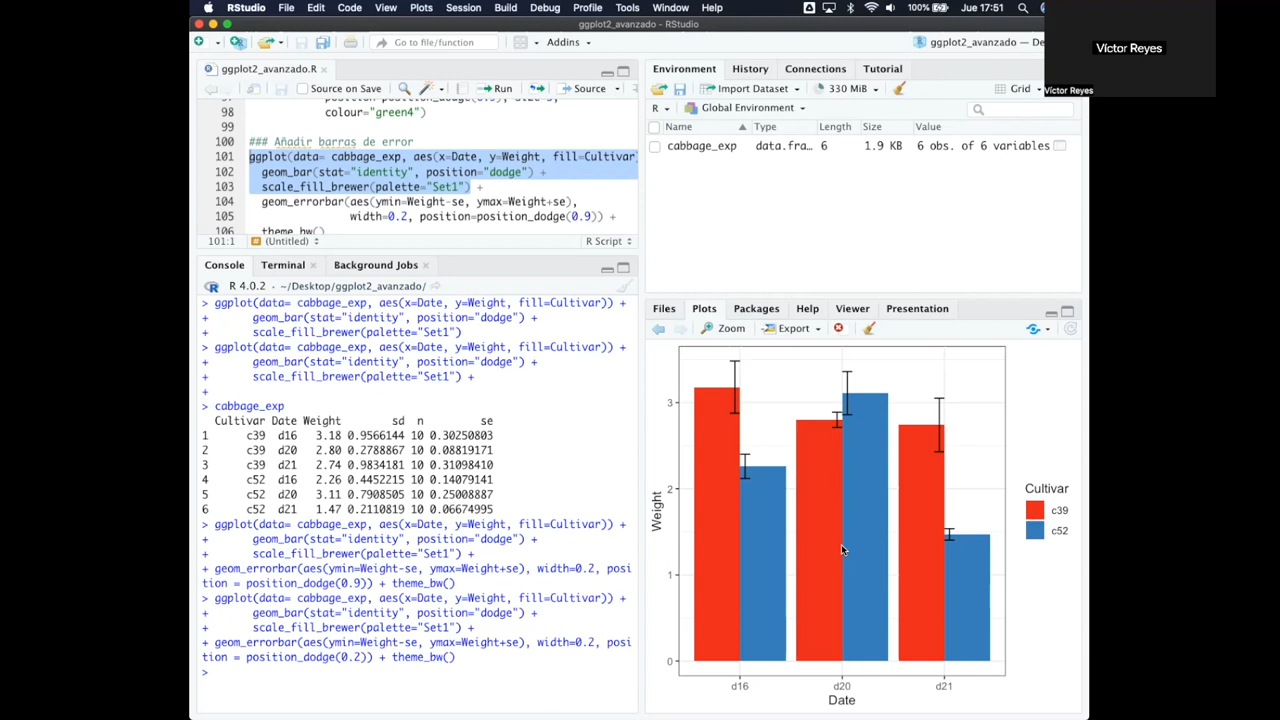 RStudio File Edit Code View Plots Session Build Debug Profile Tools Window Help 100% Jue 17:51
ggplot2_avanzado - RStudio
Víctor Reyes
Víctor Reyes
Go to file/function Addins ggplot2_avanzado — De
ggplot2_avanzado.R
Source on Save Run Source
98 colour="green4")
99
100 ### Añadir barras de error
101 ggplot(data= cabbage_exp, aes(x=Date, y=Weight, fill=Cultivar
102 geom_bar(stat="identity", position="dodge") +
103 scale_fill_brewer(palette="Set1") +
104 geom_errorbar(aes(ymin=Weight-se, ymax=Weight+se),
105 width=0.2, position=position_dodge(0.9)) +
106 theme_bw()
101:1 (Untitled) R Script
Environment History Connections Tutorial
Import Dataset 330 MiB Grid
R Global Environment
Name Type Length Size Value
cabbage_exp data.fra… 6 1.9 KB 6 obs. of 6 variables
Console Terminal Background Jobs
R 4.0.2 · ~/Desktop/ggplot2_avanzado/
> ggplot(data= cabbage_exp, aes(x=Date, y=Weight, fill=Cultivar)) +
+ geom_bar(stat="identity", position="dodge") +
+ scale_fill_brewer(palette="Set1")
> ggplot(data= cabbage_exp, aes(x=Date, y=Weight, fill=Cultivar)) +
+ geom_bar(stat="identity", position="dodge") +
+ scale_fill_brewer(palette="Set1") +
+
> cabbage_exp
Cultivar Date Weight sd n se
1 c39 d16 3.18 0.9566144 10 0.30250803
2 c39 d20 2.80 0.2788867 10 0.08819171
3 c39 d21 2.74 0.9834181 10 0.31098410
4 c52 d16 2.26 0.4452215 10 0.14079141
5 c52 d20 3.11 0.7908505 10 0.25008887
6 c52 d21 1.47 0.2110819 10 0.06674995
> ggplot(data= cabbage_exp, aes(x=Date, y=Weight, fill=Cultivar)) +
+ geom_bar(stat="identity", position="dodge") +
+ scale_fill_brewer(palette="Set1") +
+ geom_errorbar(aes(ymin=Weight-se, ymax=Weight+se), width=0.2, posi
tion = position_dodge(0.9)) + theme_bw()
> ggplot(data= cabbage_exp, aes(x=Date, y=Weight, fill=Cultivar)) +
+ geom_bar(stat="identity", position="dodge") +
+ scale_fill_brewer(palette="Set1") +
+ geom_errorbar(aes(ymin=Weight-se, ymax=Weight+se), width=0.2, posi
tion = position_dodge(0.2)) + theme_bw()
>
Files Plots Packages Help Viewer Presentation
Zoom Export
3
2
1
0
Weight
d16 d20 d21
Date
Cultivar
c39
c52